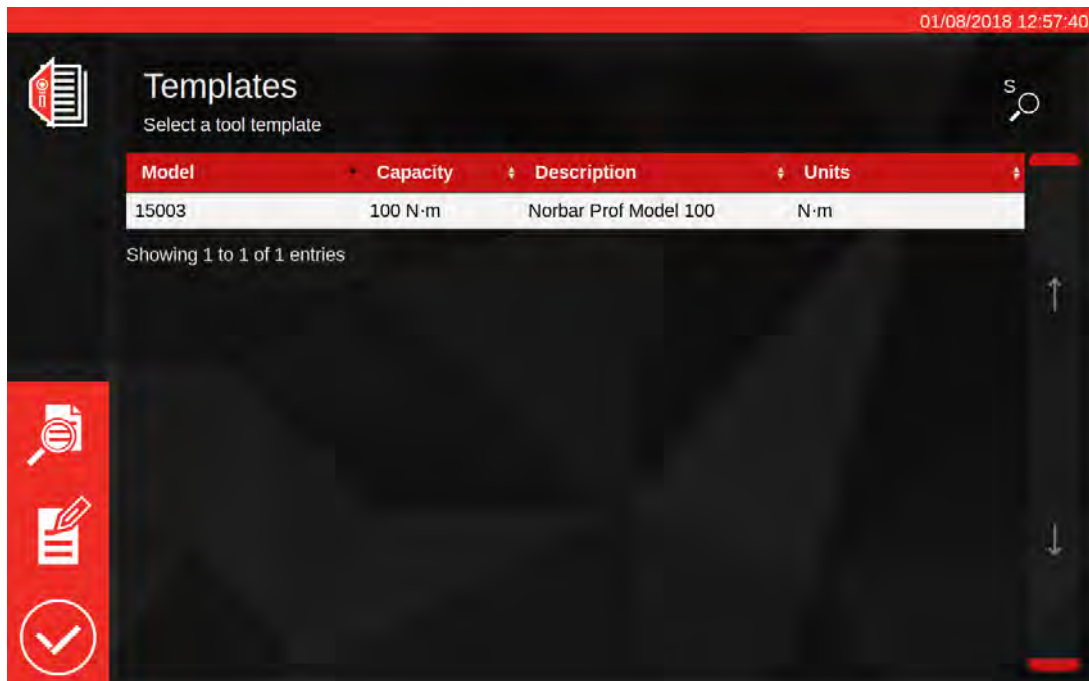 01/08/2018 12:57:40
Templates
S
Select a tool template
Model Capacity Description Units
15003 100 N·m Norbar Prof Model 100 N·m
Showing 1 to 1 of 1 entries